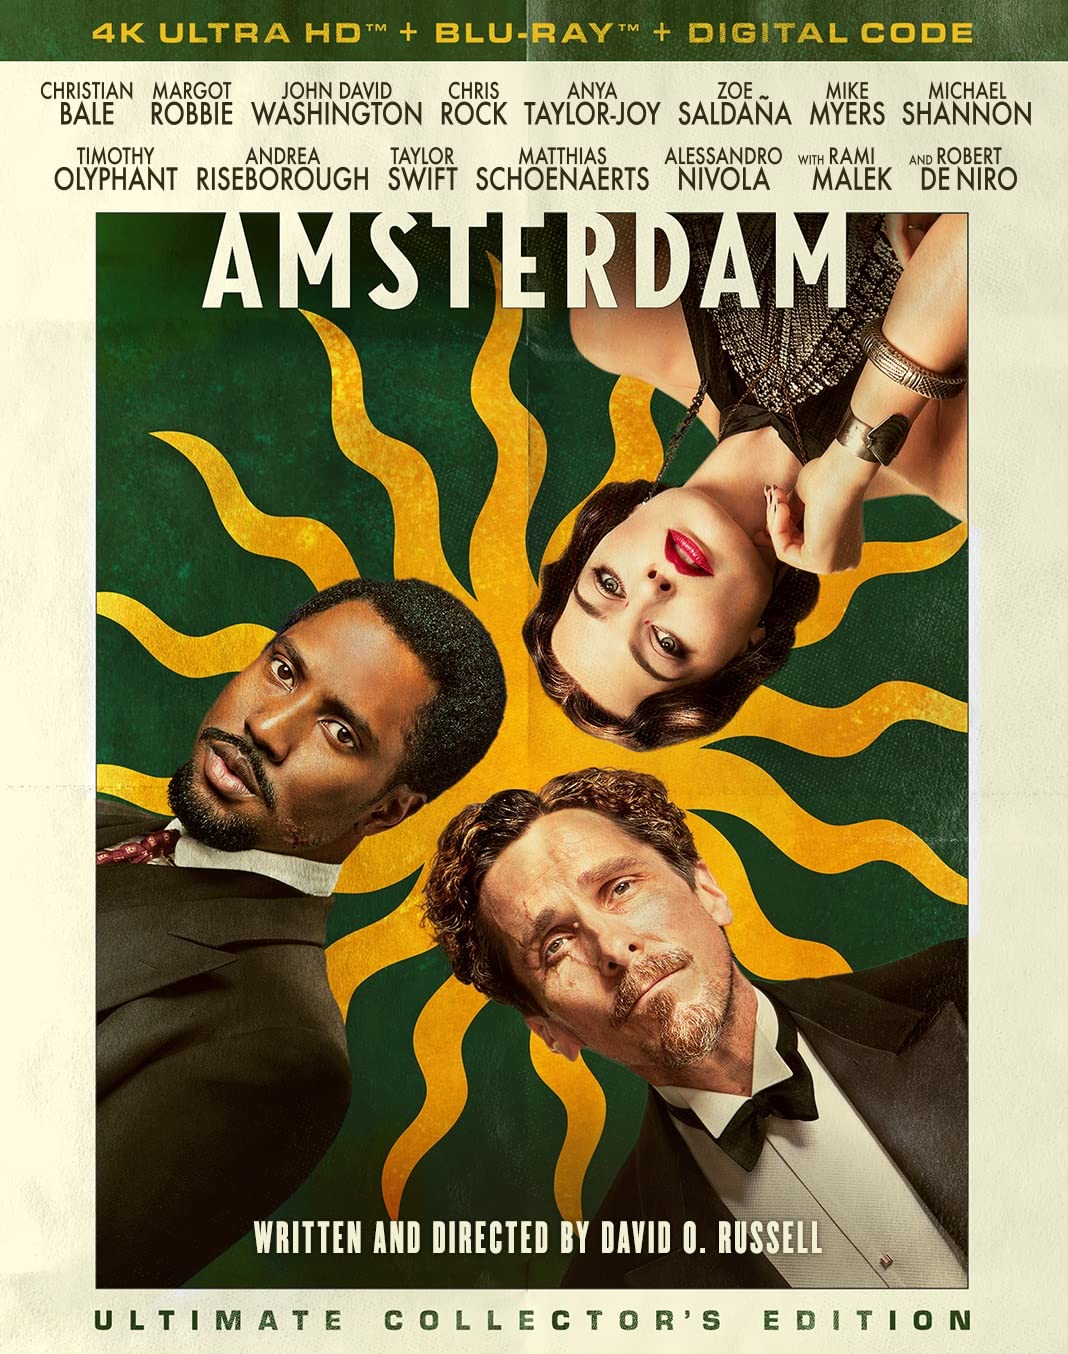 4K ULTRA HD™ + BLU-RAY™ + DIGITAL CODE
CHRISTIAN BALE MARGOT ROBBIE JOHN DAVID WASHINGTON CHRIS ROCK ANYA TAYLOR-JOY ZOE SALDAÑA MIKE MYERS MICHAEL SHANNON
TIMOTHY OLYPHANT ANDREA RISEBOROUGH TAYLOR SWIFT MATTHIAS SCHOENAERTS ALESSANDRO NIVOLA WITH RAMI MALEK AND ROBERT DE NIRO
AMSTERDAM
WRITTEN AND DIRECTED BY DAVID O. RUSSELL
ULTIMATE COLLECTOR'S EDITION